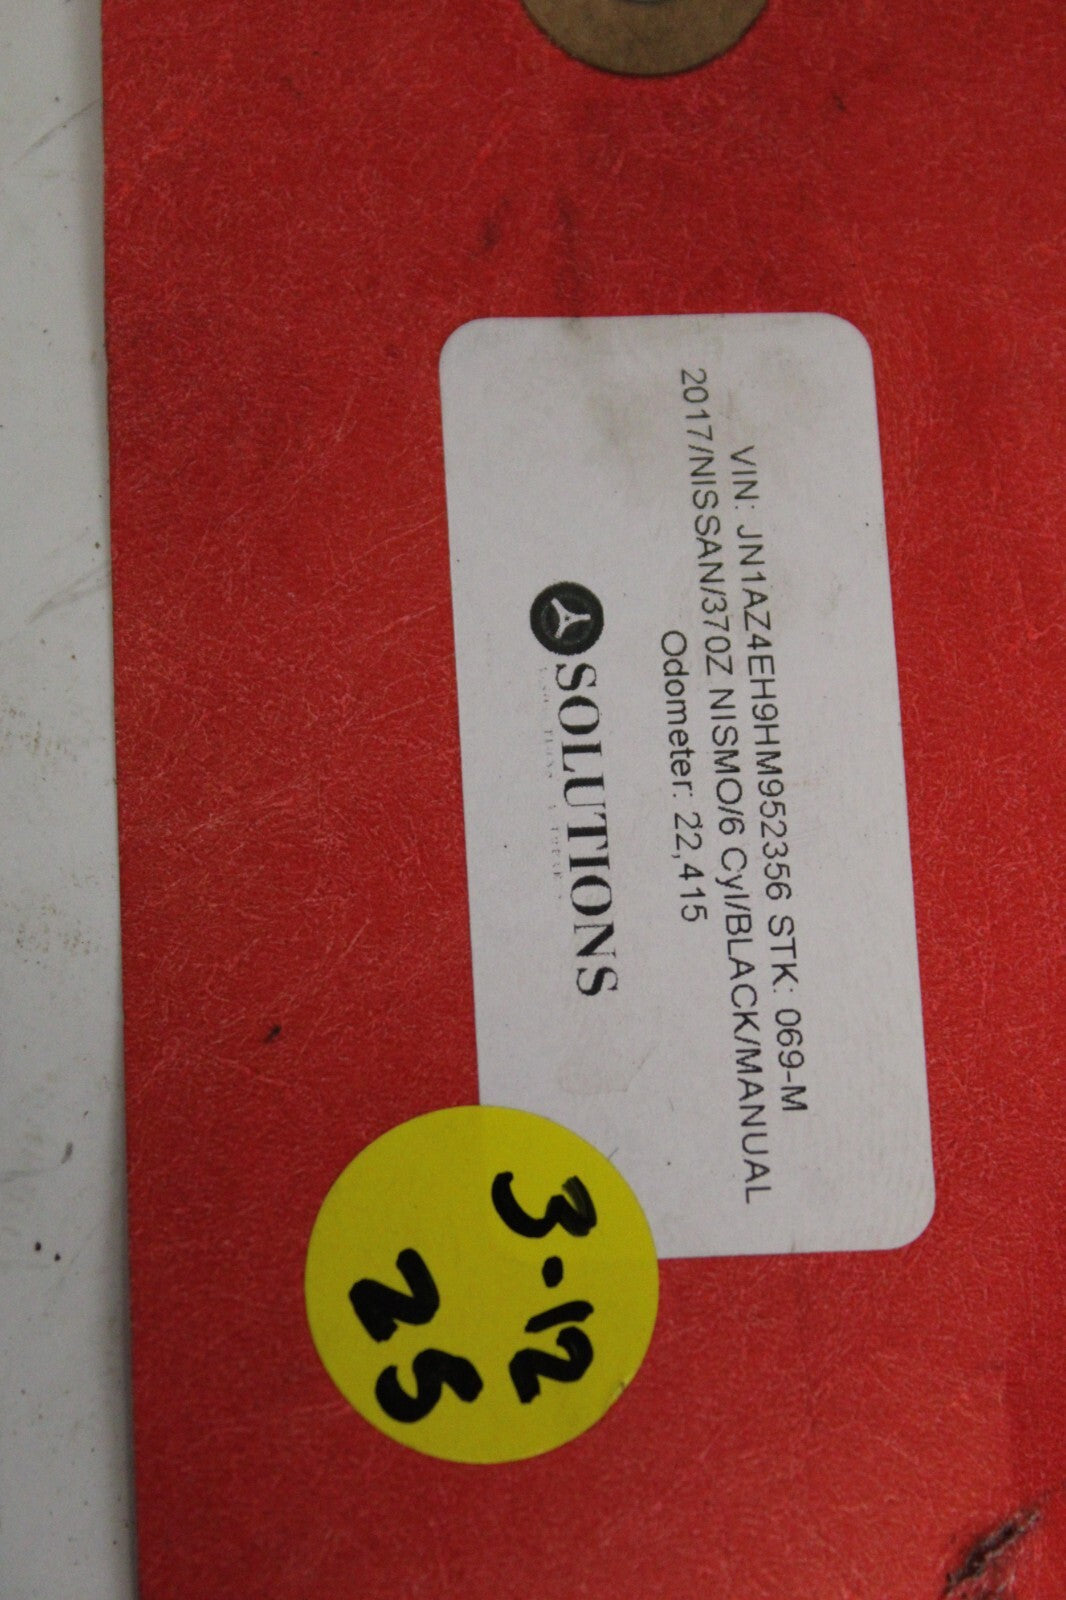 VIN: JN1AZ4EH9HM952356 STK: 069-M
2017/NISSAN/370Z NISMO/6 Cyl/BLACK/MANUAL
Odometer: 22,415
SOLUTIONS
3-12
25